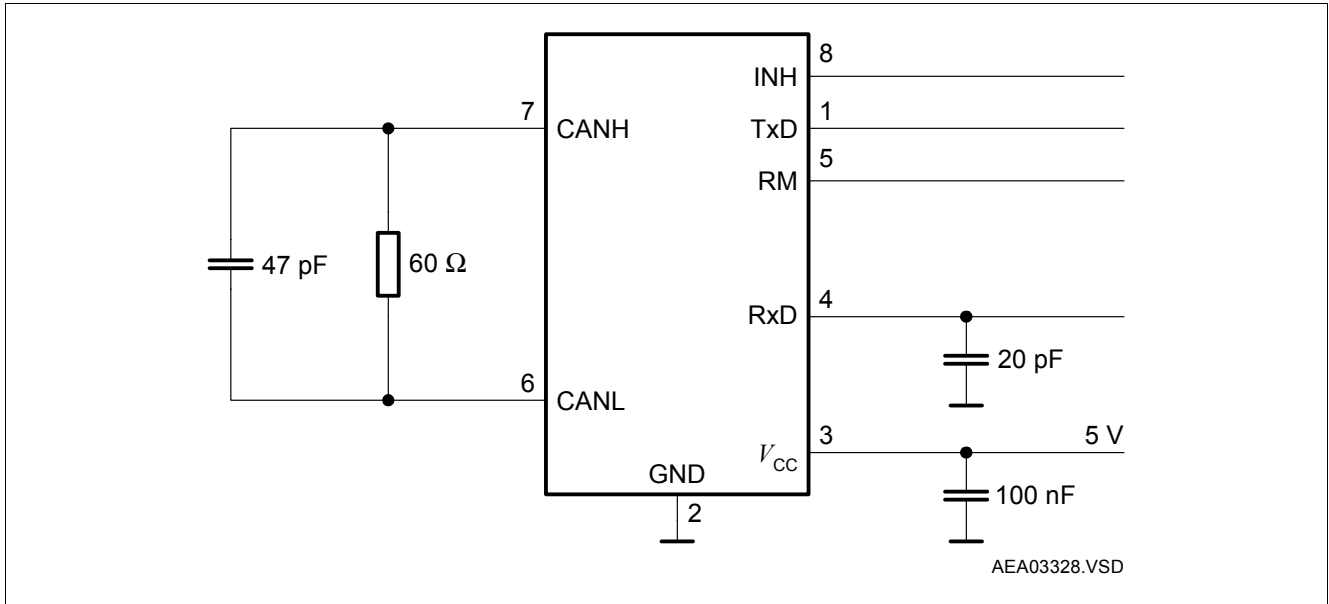 8
INH
1
7
CANH
TxD
5
RM
47 pF
60 Ω
4
RxD
20 pF
6
CANL
3
5 V
VCC
GND
100 nF
2
AEA03328.VSD